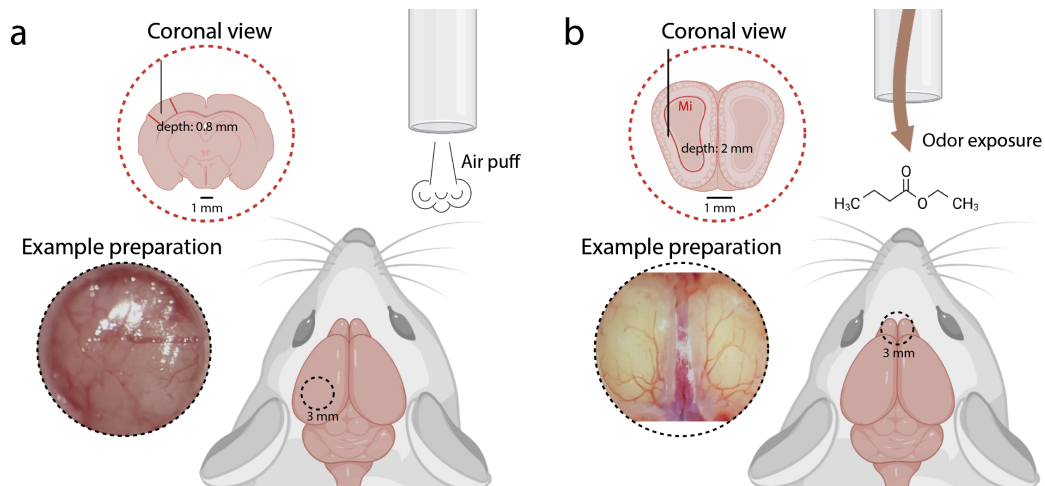 a
Coronal view
depth: 0.8 mm
1 mm
Air puff
Example preparation
3 mm
b
Coronal view
Mi
depth: 2 mm
1 mm
Odor exposure
O
H₃C
O
CH₃
Example preparation
3 mm